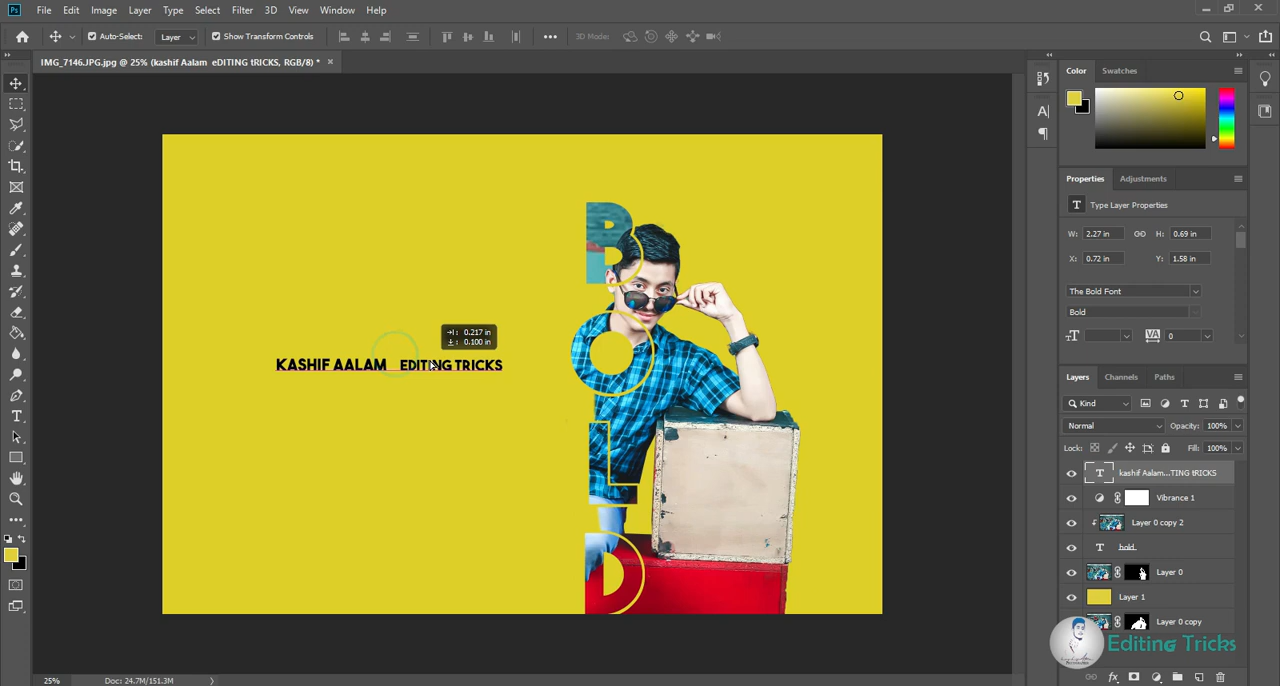 Ps File Edit Image Layer Type Select Filter 3D View Window Help
Auto-Select: Layer Show Transform Controls 3D Mode:
IMG_7146.JPG.jpg @ 25% (kashif Aalam eDITING tRICKS, RGB/8) *
Color Swatches
Properties Adjustments
T Type Layer Properties
W: 2.27 in H: 0.69 in
X: 0.72 in Y: 1.58 in
The Bold Font
Bold
VA 0
Layers Channels Paths
Kind
Normal Opacity: 100%
Lock: Fill: 100%
T kashif Aalam...TING tRICKS
Vibrance 1
Layer 0 copy 2
T bold
Layer 0
Layer 1
Layer 0 copy
BOLD
0.217 in
0.100 in
KASHIF AALAM EDITING TRICKS
Editing Tricks
25% Doc: 24.7M/151.3M